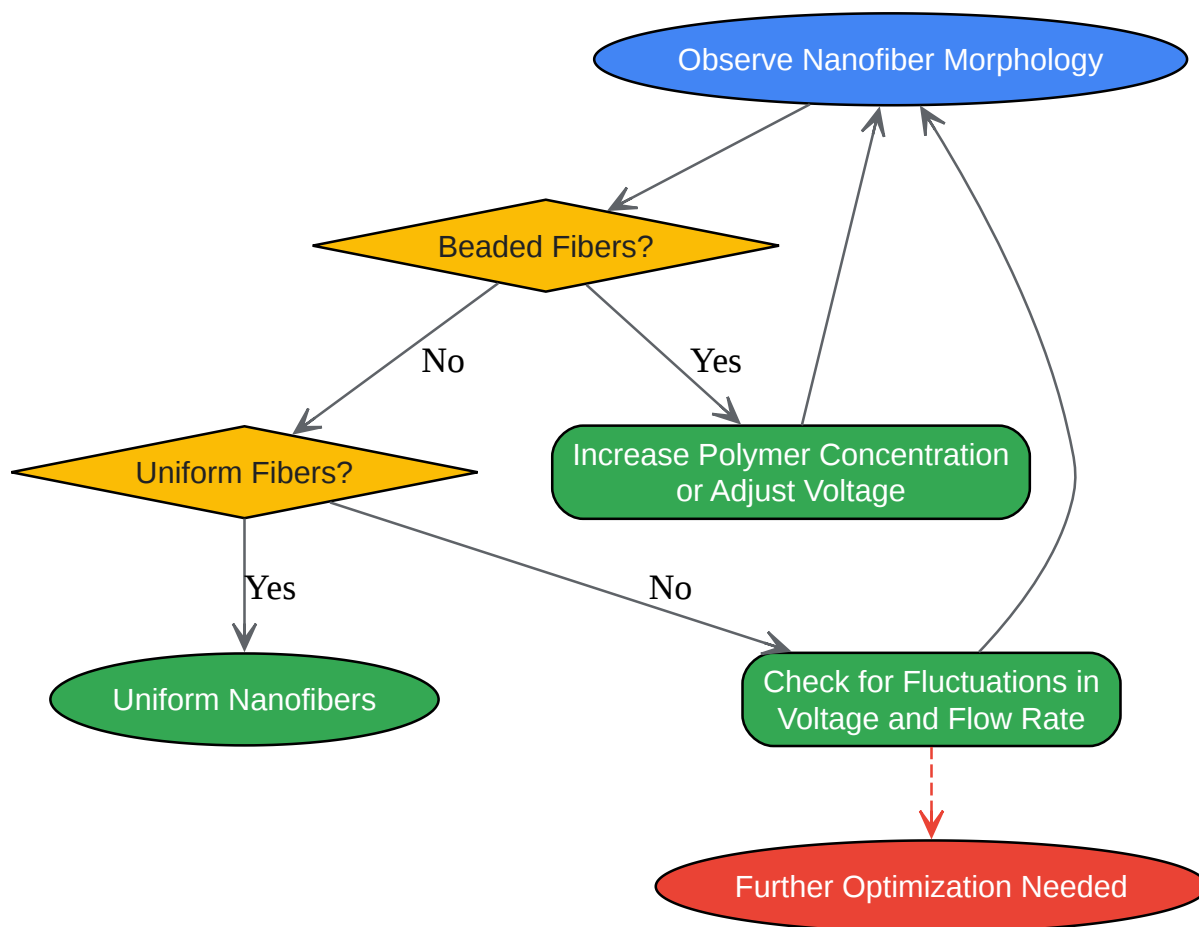 Observe Nanofiber Morphology
Beaded Fibers?
No
Yes
Uniform Fibers?
Increase Polymer Concentration
or Adjust Voltage
Yes
No
Uniform Nanofibers
Check for Fluctuations in
Voltage and Flow Rate
Further Optimization Needed